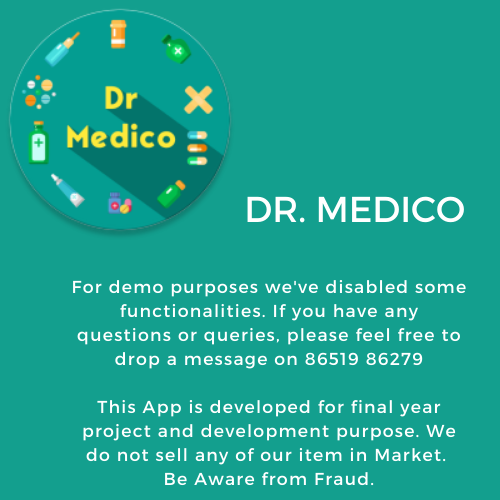 Dr
Medico
DR. MEDICO
For demo purposes we've disabled some
functionalities. If you have any
questions or queries, please feel free to
drop a message on 86519 86279
This App is developed for final year
project and development purpose. We
do not sell any of our item in Market.
Be Aware from Fraud.